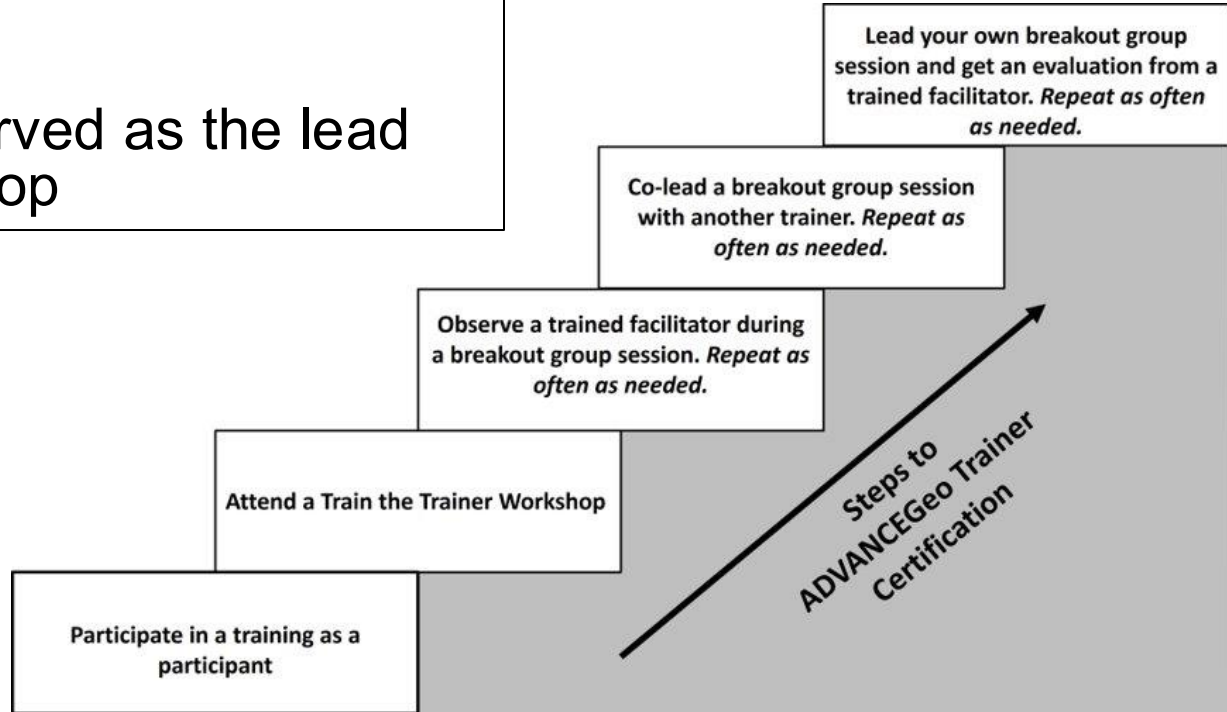 rved as the lead
op
Lead your own breakout group
session and get an evaluation from a
trained facilitator. Repeat as often
as needed.
Co-lead a breakout group session
with another trainer. Repeat as
often as needed.
Observe a trained facilitator during
a breakout group session. Repeat as
often as needed.
Attend a Train the Trainer Workshop
Participate in a training as a
participant
Steps to
ADVANCEGeo Trainer
Certification